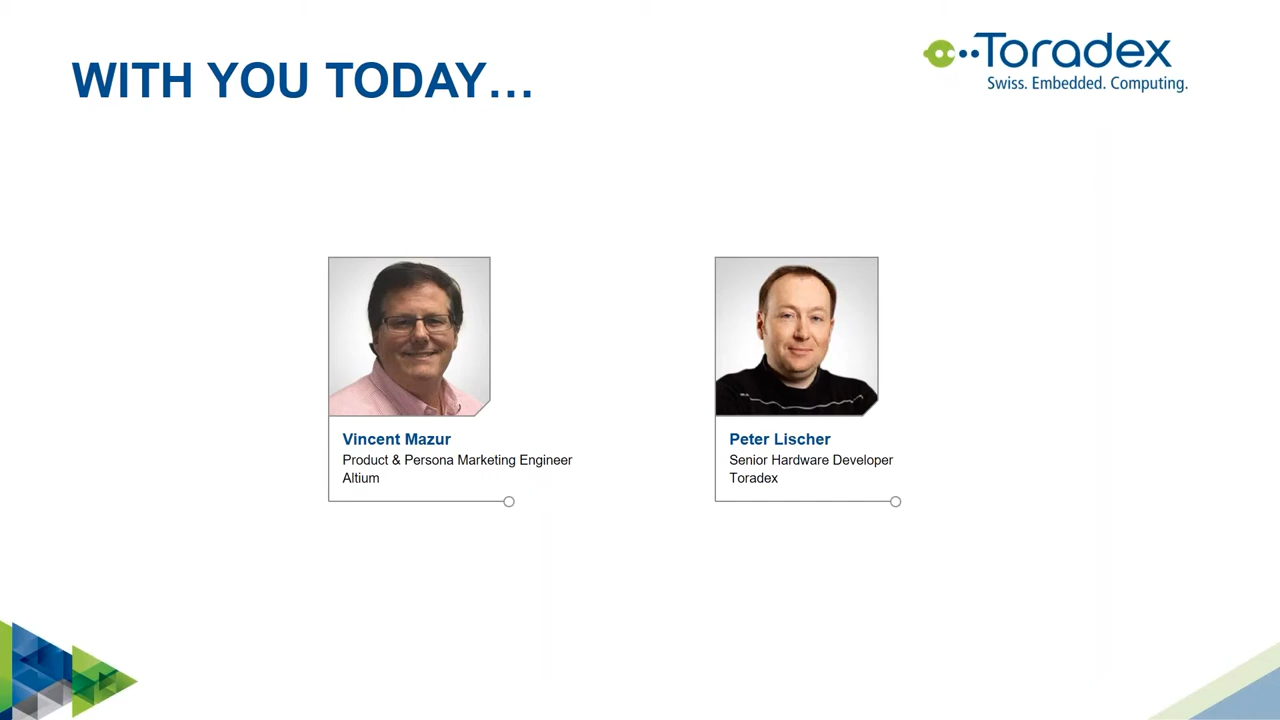 WITH YOU TODAY…
Toradex
Swiss. Embedded. Computing.
Vincent Mazur
Product & Persona Marketing Engineer
Altium
Peter Lischer
Senior Hardware Developer
Toradex